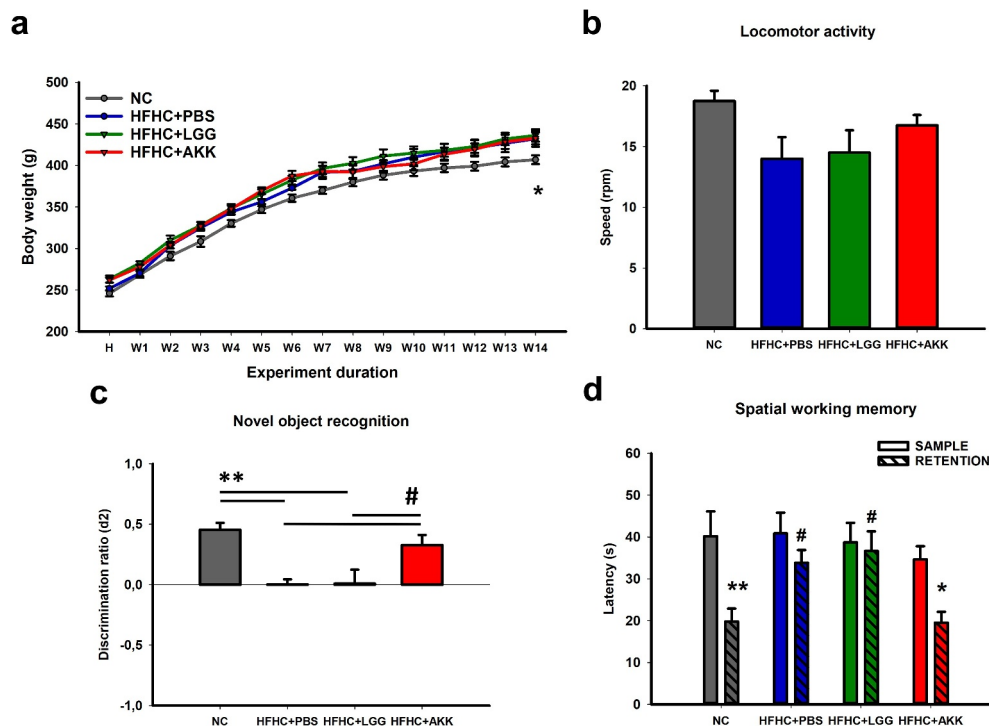 a
500
450
400
350
300
250
200
Body weight (g)
NC
HFHC+PBS
HFHC+LGG
HFHC+AKK
*
H W1 W2 W3 W4 W5 W6 W7 W8 W9 W10 W11 W12 W13 W14
Experiment duration
b
Locomotor activity
20
15
10
5
0
Speed (rpm)
NC HFHC+PBS HFHC+LGG HFHC+AKK
c
Novel object recognition
1,0
0,5
0,0
-0,5
-1,0
Discrimination ratio (d2)
**
#
NC HFHC+PBS HFHC+LGG HFHC+AKK
d
Spatial working memory
SAMPLE
RETENTION
60
50
40
30
20
10
0
Latency (s)
**
#
#
*
NC HFHC+PBS HFHC+LGG HFHC+AKK